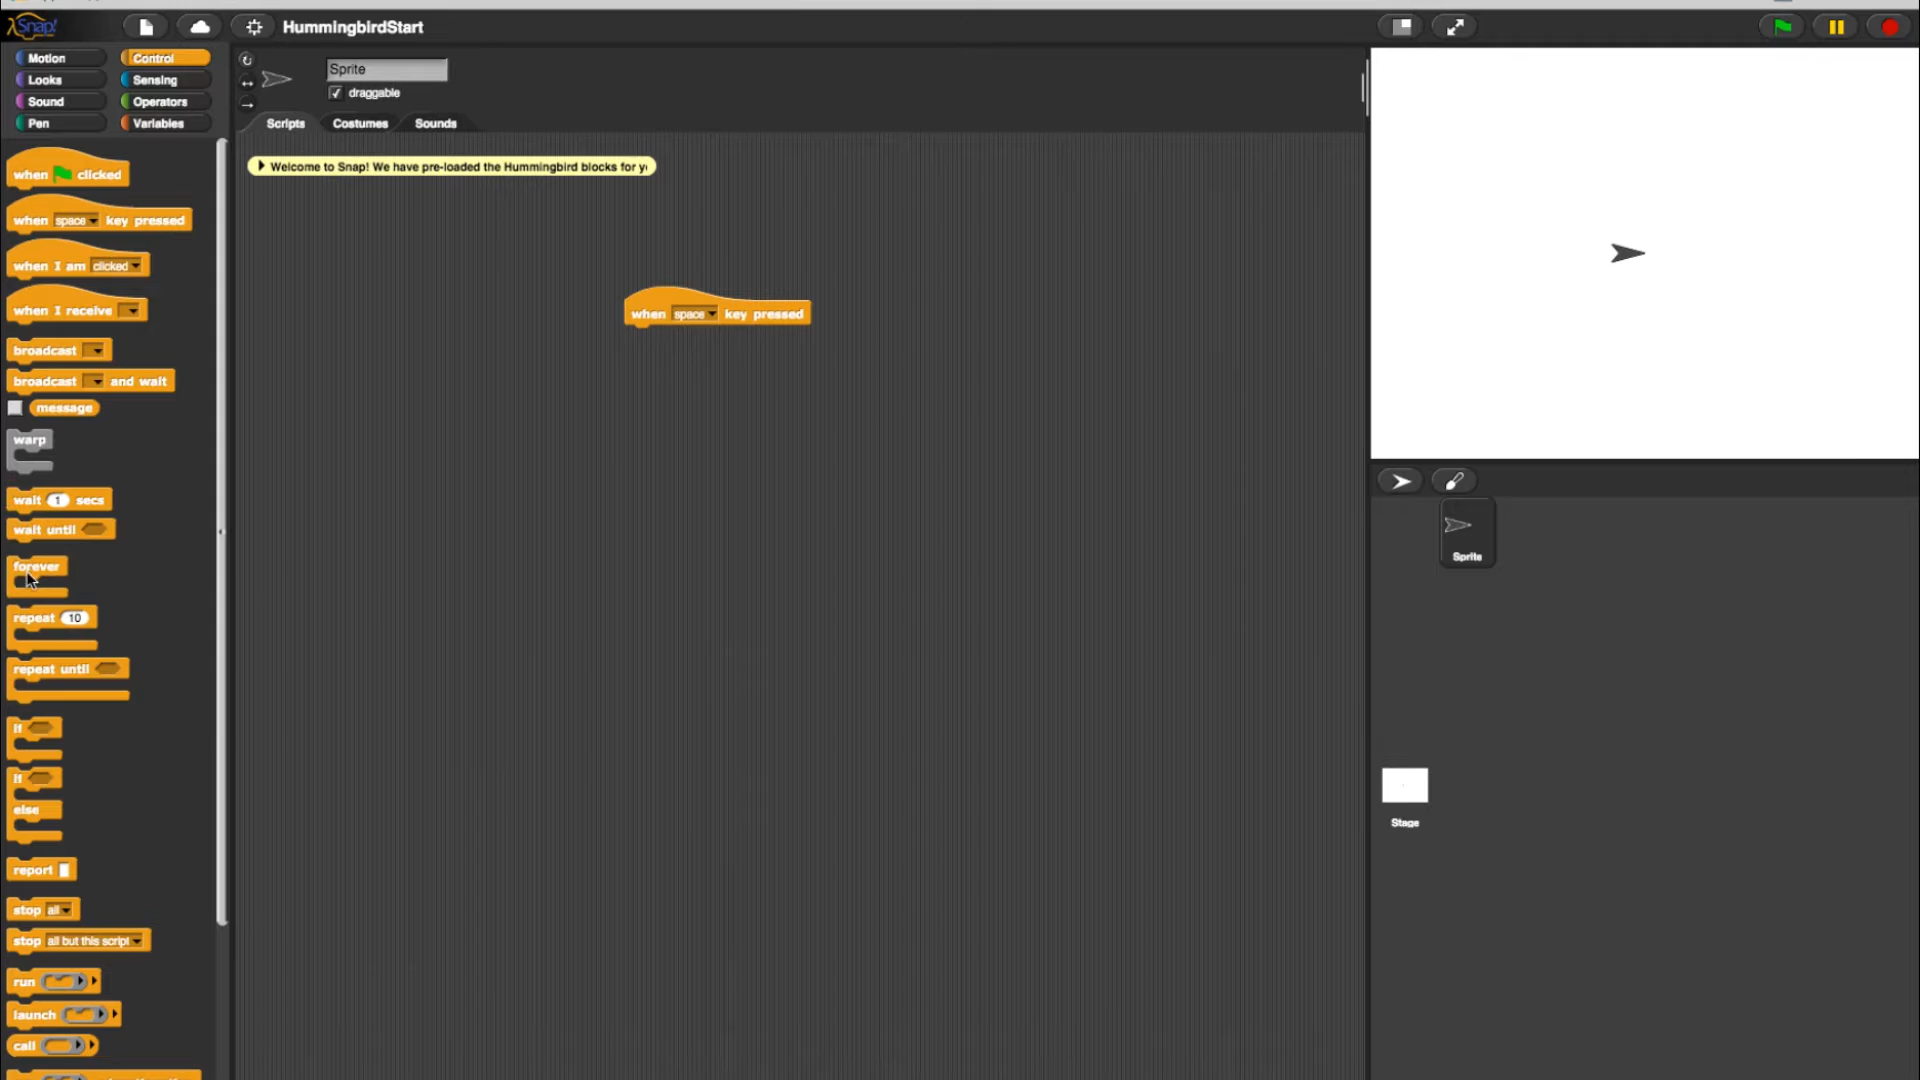 Snap!
HummingbirdStart
Motion
Control
Looks
Sensing
Sound
Operators
Pen
Variables
Sprite
draggable
Scripts
Costumes
Sounds
when clicked
when space key pressed
when I am clicked
when I receive
broadcast
broadcast and wait
message
warp
wait 1 secs
wait until
forever
repeat 10
repeat until
if
if
else
report
stop all
stop all but this script
run
launch
call
Welcome to Snap! We have pre-loaded the Hummingbird blocks for
when space key pressed
Sprite
Stage